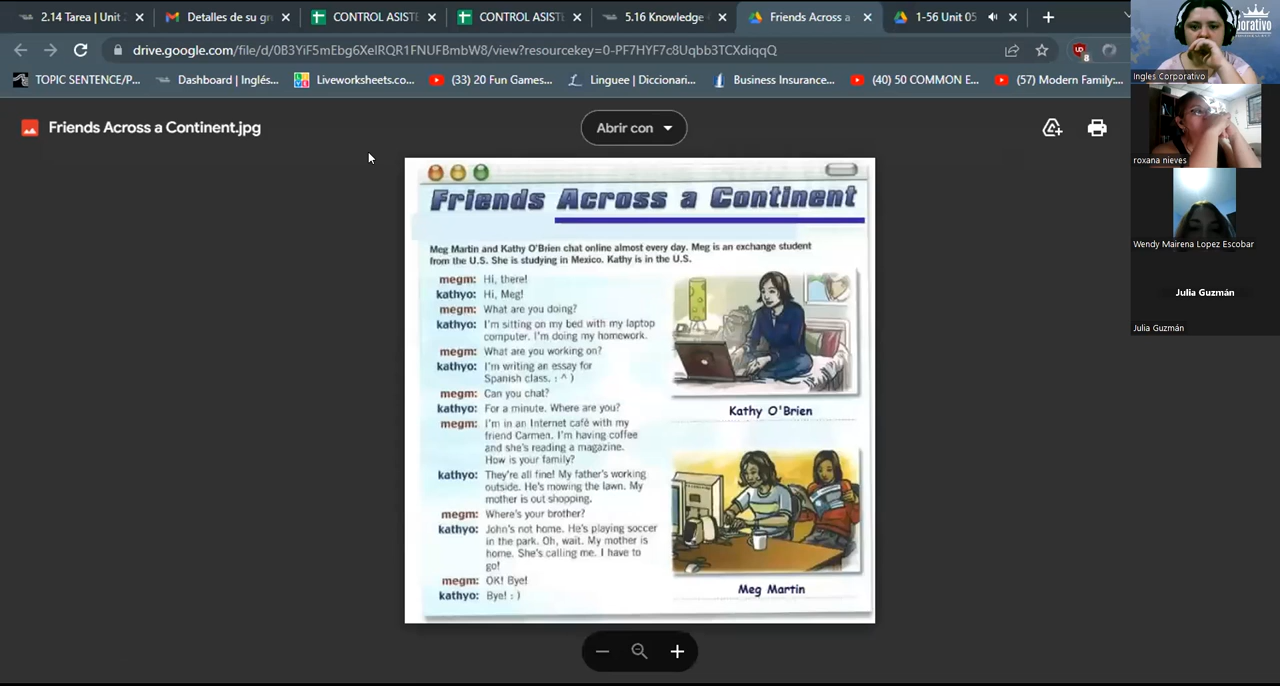 2.14 Tarea | Unit
Detalles de su gr
CONTROL ASIST
CONTROL ASIST
5.16 Knowledge
Friends Across a
1-56 Unit 05
drive.google.com/file/d/0B3YiF5mEbg6XelRQR1FNUFBmbW8/view?resourcekey=0-PF7HYF7c8Uqbb3TCXdiqqQ
8
TOPIC SENTENCE/P...
Dashboard | Inglés...
Liveworksheets.co...
(33) 20 Fun Games...
Linguee | Diccionari...
Business Insurance...
(40) 50 COMMON E...
(57) Modern Family:...
Friends Across a Continent.jpg
Abrir con
Friends Across a Continent
Meg Martin and Kathy O'Brien chat online almost every day. Meg is an exchange student
from the U.S. She is studying in Mexico. Kathy is in the U.S.
megm: Hi, there!
kathyo: Hi, Meg!
megm: What are you doing?
kathyo: I'm sitting on my bed with my laptop
computer. I'm doing my homework.
megm: What are you working on?
kathyo: I'm writing an essay for
Spanish class. : ^ )
megm: Can you chat?
kathyo: For a minute. Where are you?
megm: I'm in an Internet café with my
friend Carmen. I'm having coffee
and she's reading a magazine.
How is your family?
kathyo: They're all fine! My father's working
outside. He's mowing the lawn. My
mother is out shopping.
megm: Where's your brother?
kathyo: John's not home. He's playing soccer
in the park. Oh, wait. My mother is
home. She's calling me. I have to
go!
megm: OK! Bye!
kathyo: Bye! : )
Kathy O'Brien
Meg Martin
Ingles Corporativo
roxana nieves
Wendy Mairena Lopez Escobar
Julia Guzmán
Julia Guzmán